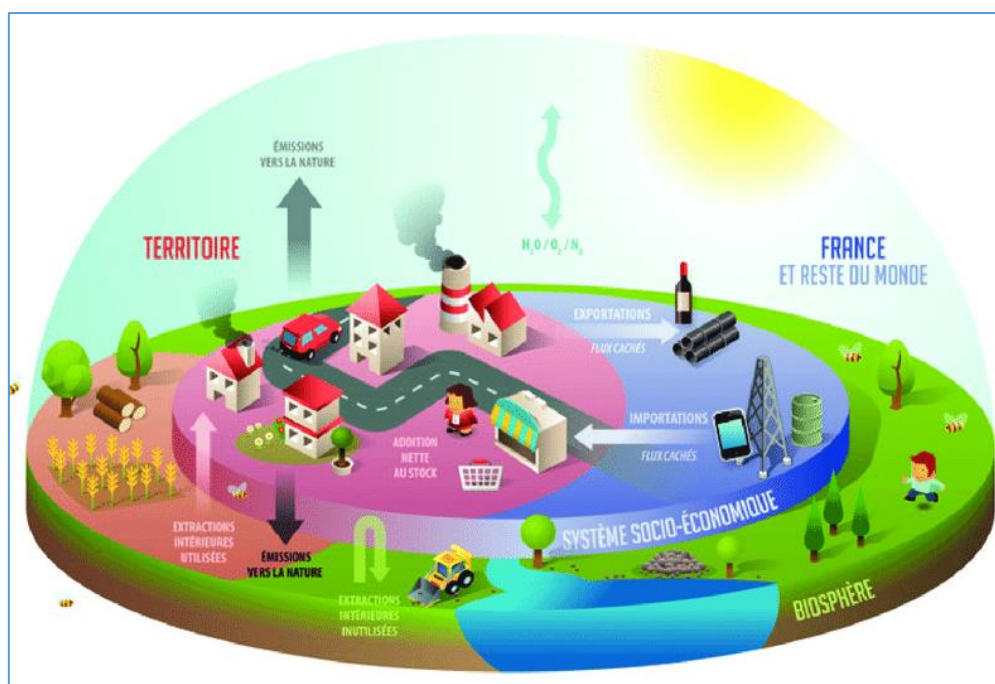 ÉMISSIONS
VERS LA NATURE
H₂O/O₂/N₂
TERRITOIRE
FRANCE
ET RESTE DU MONDE
EXPORTATIONS
FLUX CACHÉS
IMPORTATIONS
FLUX CACHÉS
ADDITION
NETTE
AU STOCK
EXTRACTIONS
INTÉRIEURES
UTILISÉES
ÉMISSIONS
VERS LA NATURE
EXTRACTIONS
INTÉRIEURES
INUTILISÉES
SYSTÈME SOCIO-ÉCONOMIQUE
BIOSPHÈRE